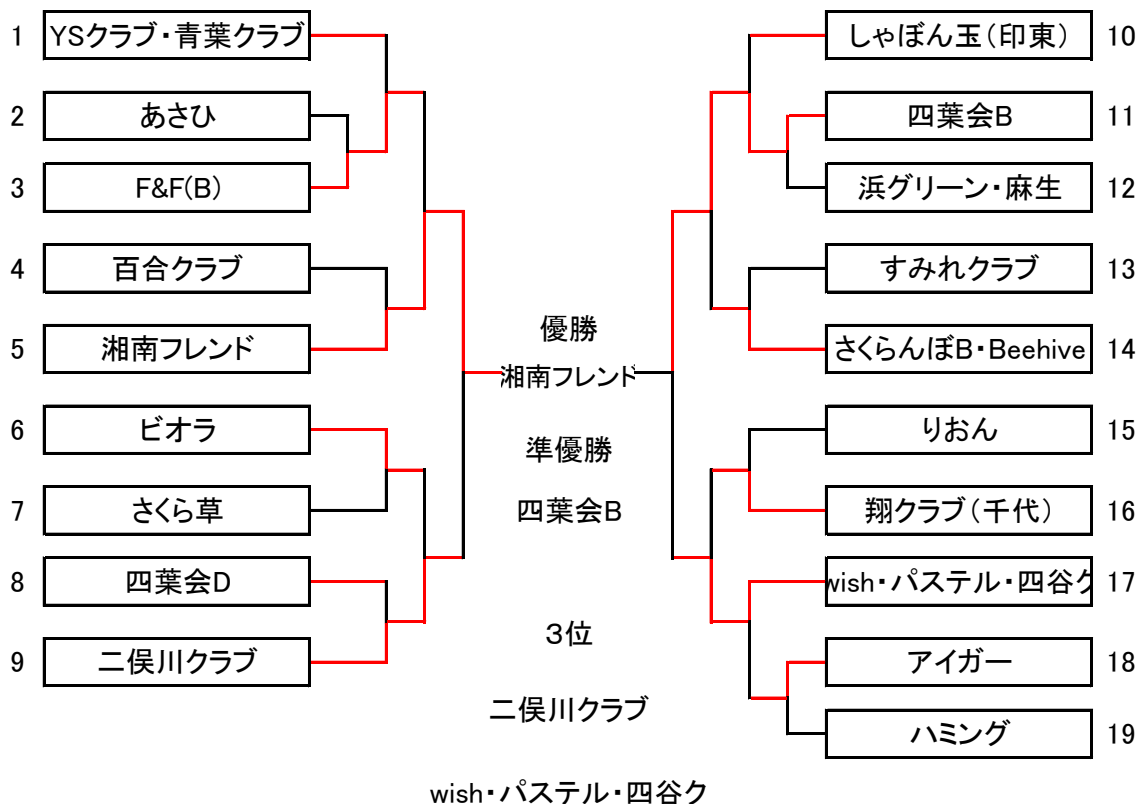 1 YSクラブ・青葉クラブ
2 あさひ
3 F&F(B)
4 百合クラブ
5 湘南フレンド
6 ビオラ
7 さくら草
8 四葉会D
9 二俣川クラブ
優勝
湘南フレンド
準優勝
四葉会B
3位
二俣川クラブ
wish・パステル・四谷ク
しゃぼん玉(印東) 10
四葉会B 11
浜グリーン・麻生 12
すみれクラブ 13
さくらんぼB・Beehive 14
りおん 15
翔クラブ(千代) 16
wish・パステル・四谷ク 17
アイガー 18
ハミング 19